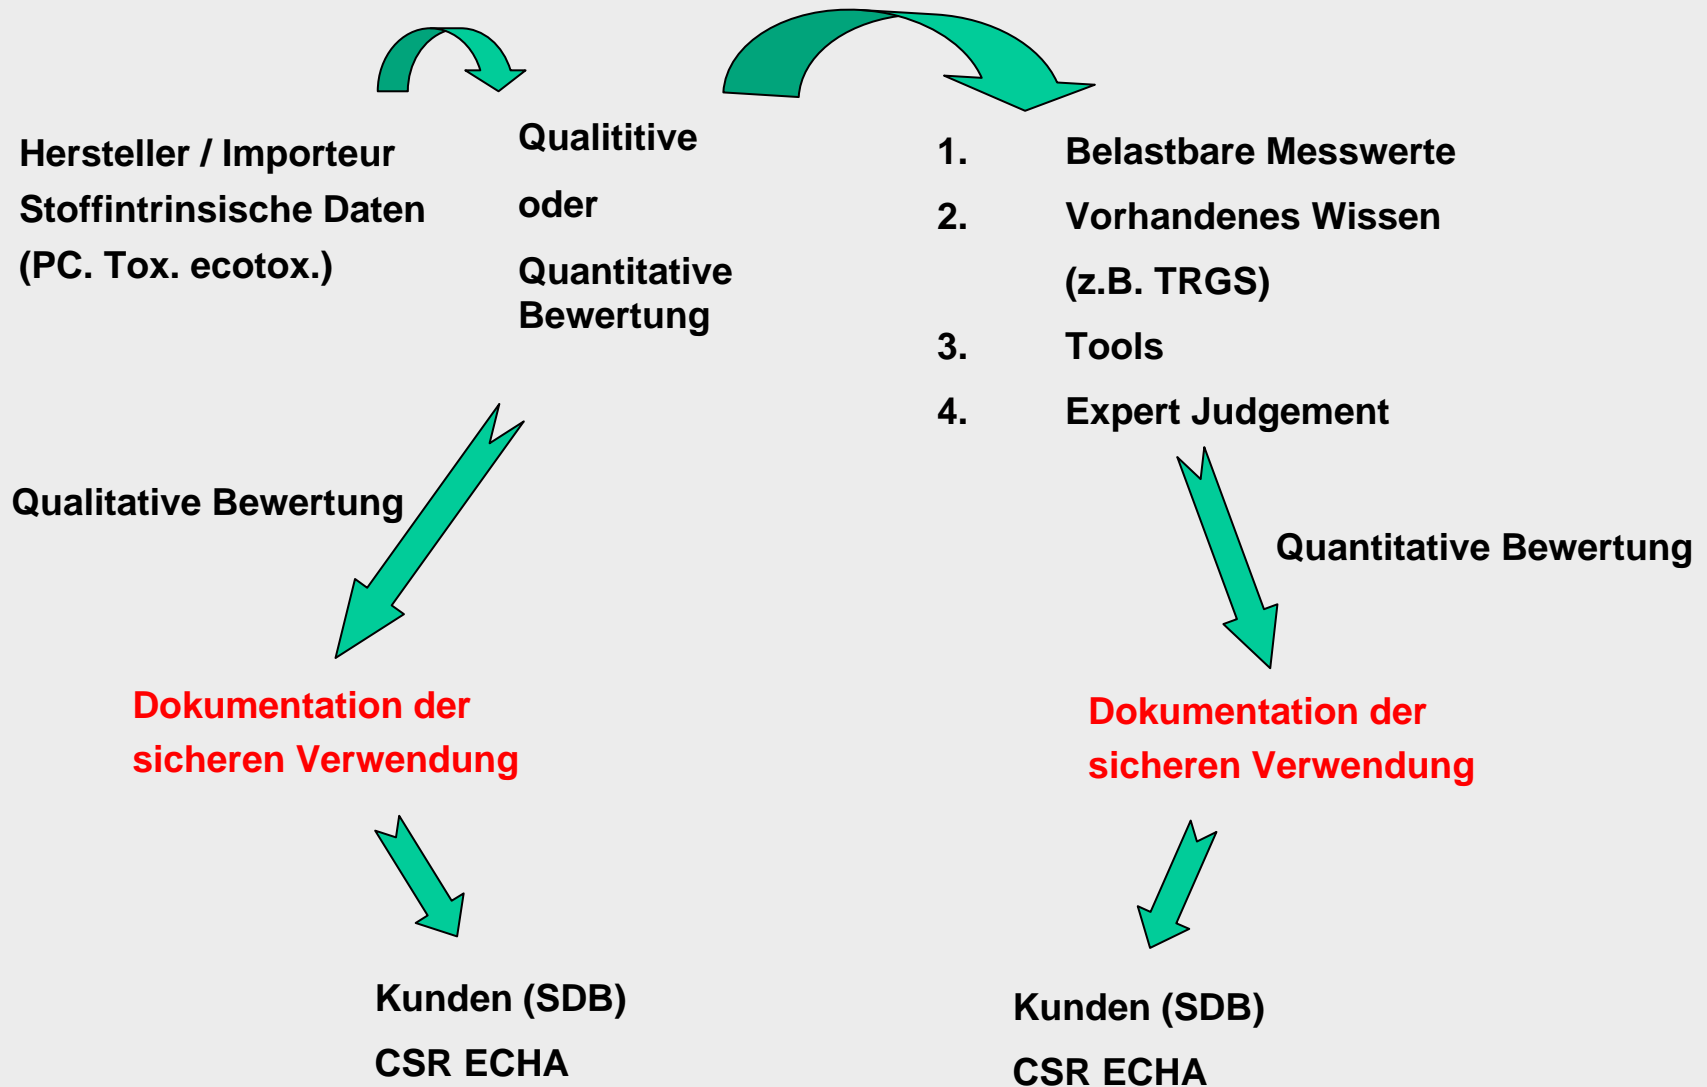 Hersteller / Importeur
Stoffintrinsische Daten
(PC. Tox. ecotox.)
Qualititive
oder
Quantitative
Bewertung
1. Belastbare Messwerte
2. Vorhandenes Wissen
(z.B. TRGS)
3. Tools
4. Expert Judgement
Qualitative Bewertung
Quantitative Bewertung
Dokumentation der
sicheren Verwendung
Dokumentation der
sicheren Verwendung
Kunden (SDB)
CSR ECHA
Kunden (SDB)
CSR ECHA